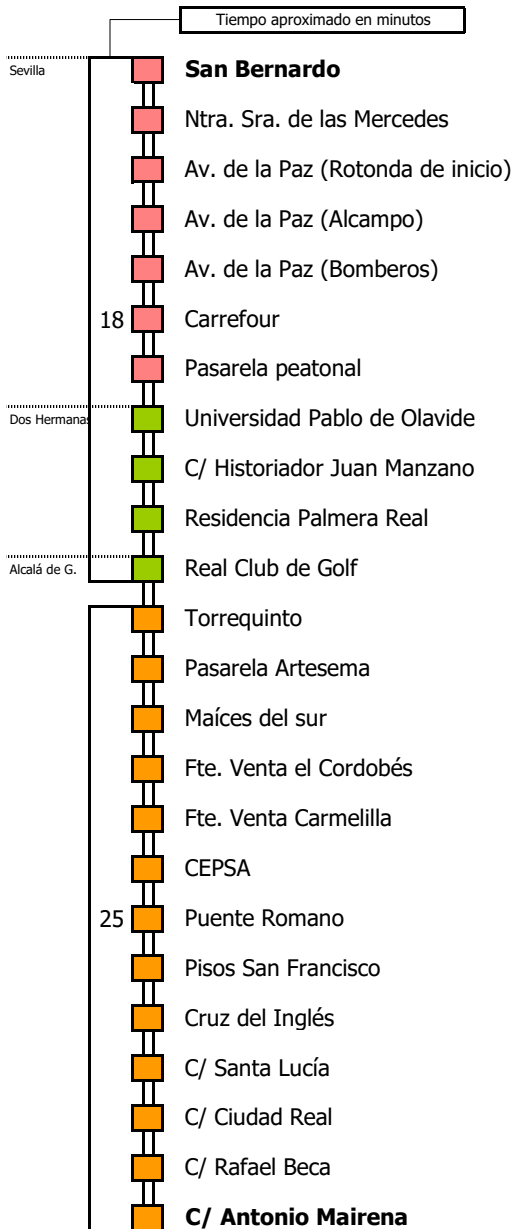 Tiempo aproximado en minutos
Sevilla
San Bernardo
Ntra. Sra. de las Mercedes
Av. de la Paz (Rotonda de inicio)
Av. de la Paz (Alcampo)
Av. de la Paz (Bomberos)
18 Carrefour
Pasarela peatonal
Dos Hermanas
Universidad Pablo de Olavide
C/ Historiador Juan Manzano
Residencia Palmera Real
Alcalá de G.
Real Club de Golf
Torrequinto
Pasarela Artesema
Maíces del sur
Fte. Venta el Cordobés
Fte. Venta Carmelilla
CEPSA
25 Puente Romano
Pisos San Francisco
Cruz del Inglés
C/ Santa Lucía
C/ Ciudad Real
C/ Rafael Beca
C/ Antonio Mairena